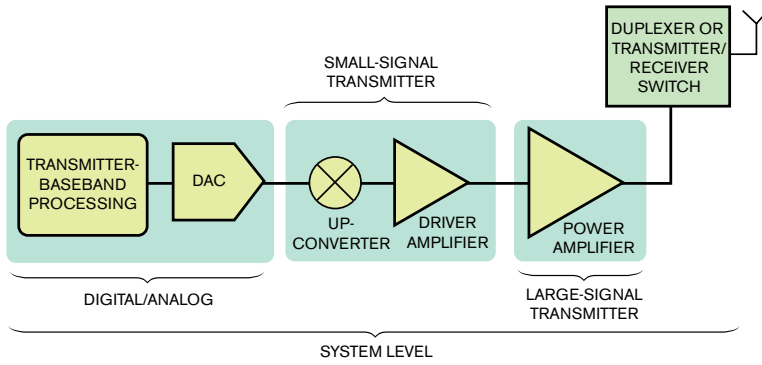 DUPLEXER OR
TRANSMITTER/
RECEIVER
SWITCH
SMALL-SIGNAL
TRANSMITTER
TRANSMITTER-
BASEBAND
PROCESSING
DAC
UP-
CONVERTER
DRIVER
AMPLIFIER
POWER
AMPLIFIER
DIGITAL/ANALOG
LARGE-SIGNAL
TRANSMITTER
SYSTEM LEVEL